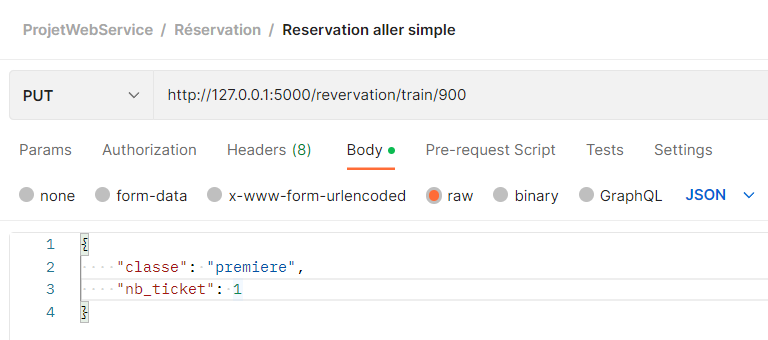 ProjetWebService / Réservation / Reservation aller simple
PUT http://127.0.0.1:5000/revervation/train/900
Params Authorization Headers (8) Body Pre-request Script Tests Settings
none form-data x-www-form-urlencoded raw binary GraphQL JSON
1 {
2 "classe": "premiere",
3 "nb_ticket": 1
4 }